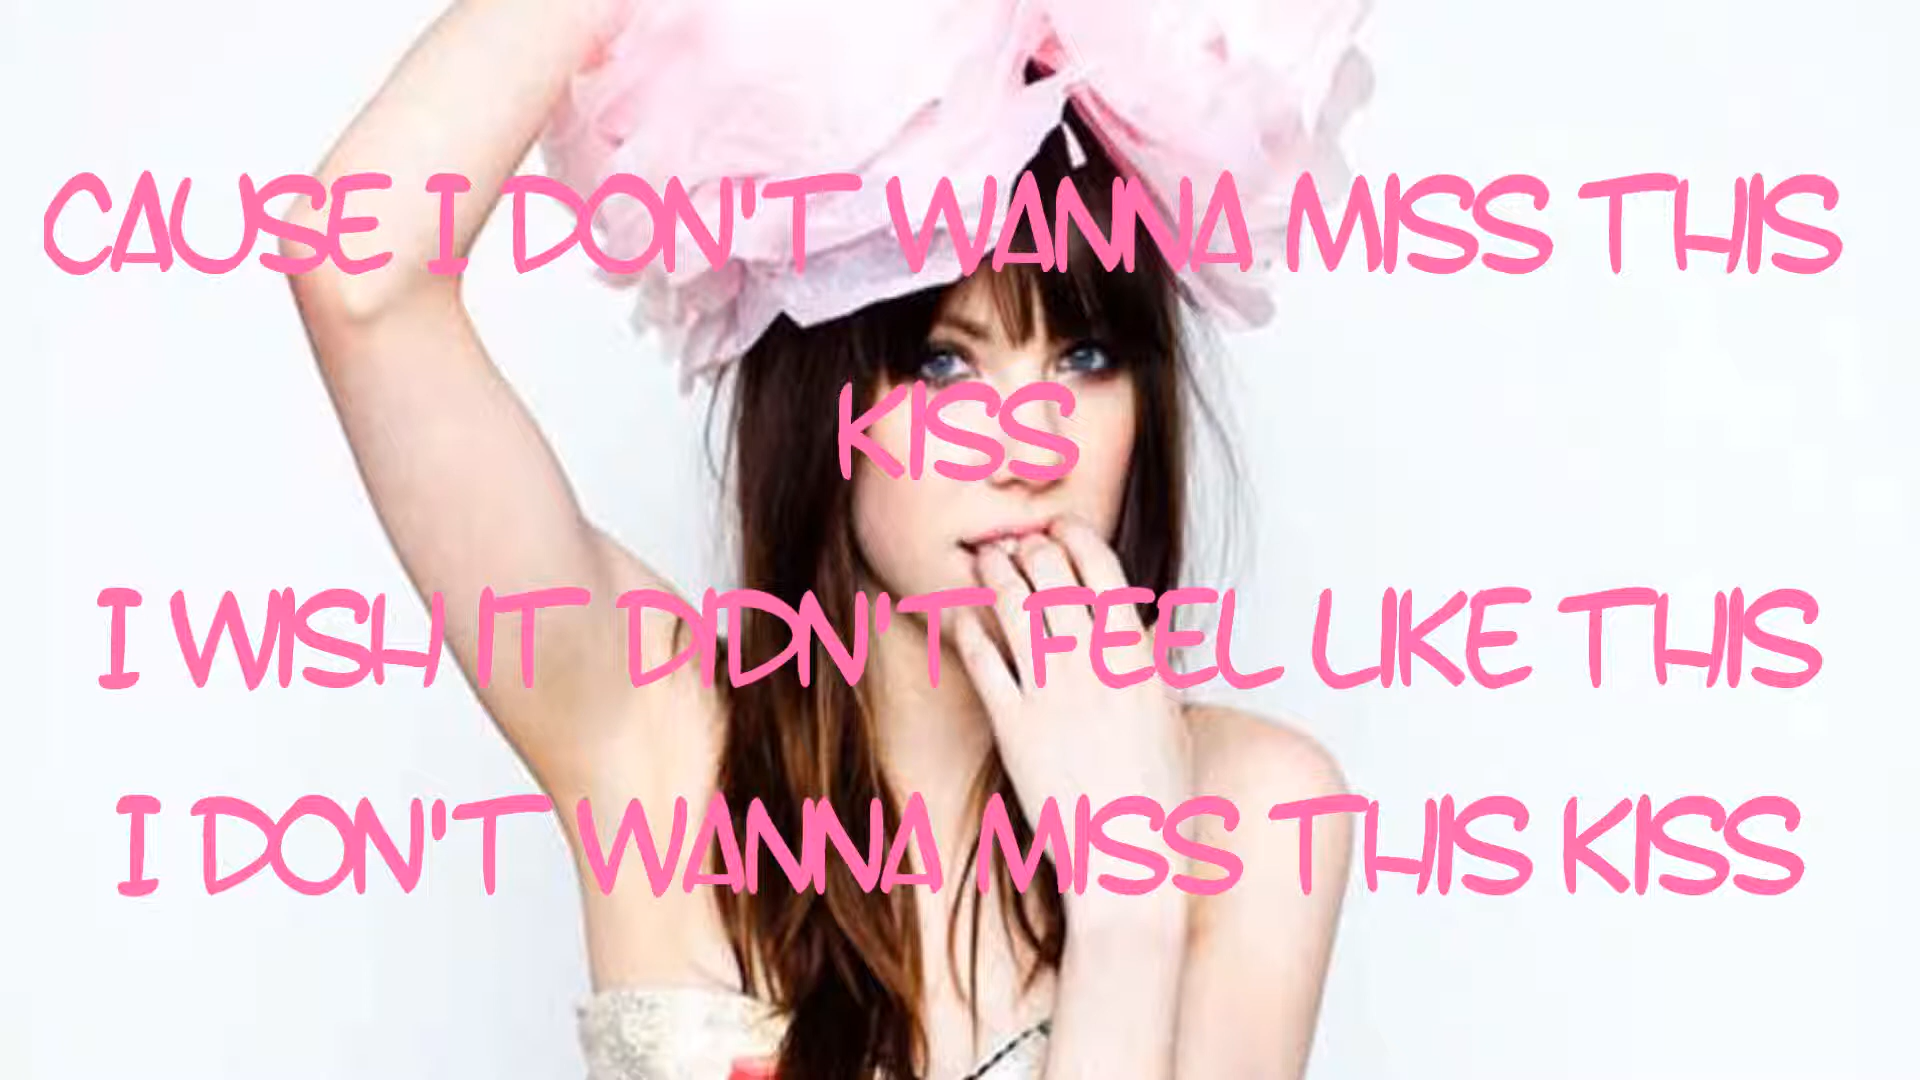 CAUSE I DON'T WANNA MISS THIS
KISS
I WISH IT DIDN'T FEEL LIKE THIS
I DON'T WANNA MISS THIS KISS